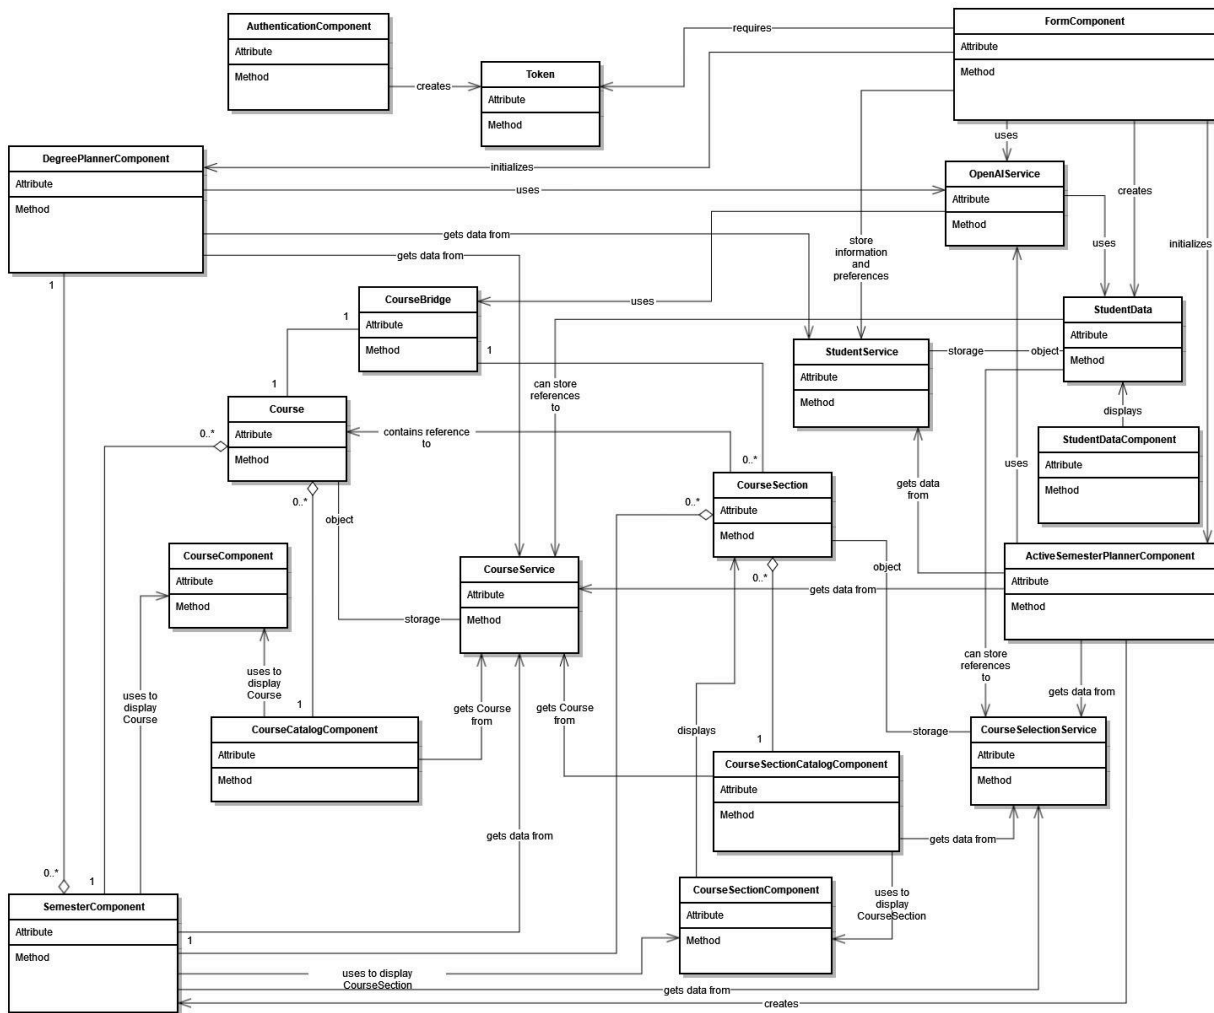 AuthenticationComponent
Attribute
Method
creates
Token
Attribute
Method
requires
FormComponent
Attribute
Method
DegreePlannerComponent
Attribute
Method
initializes
uses
uses
OpenAIService
Attribute
Method
creates
initializes
gets data from
gets data from
store
information
and
preferences
uses
1
CourseBridge
Attribute
Method
uses
1
1
1
StudentData
Attribute
Method
StudentService
Attribute
Method
storage
object
can store
references
to
displays
Course
Attribute
Method
0..*
0..*
contains reference
to
StudentDataComponent
Attribute
Method
uses
gets data
from
0..*
0..*
CourseSection
Attribute
Method
0..*
object
object
CourseComponent
Attribute
Method
CourseService
Attribute
Method
storage
gets data from
ActiveSemesterPlannerComponent
Attribute
Method
uses to
display
Course
uses to
display
Course
1
gets Course
from
gets Course
from
displays
1
can store
references
to
gets data from
CourseCatalogComponent
Attribute
Method
storage
CourseSelectionService
Attribute
Method
CourseSectionCatalogComponent
Attribute
Method
gets data from
gets data from
0..*
1
SemesterComponent
Attribute
Method
1
CourseSectionComponent
Attribute
Method
uses to
display
CourseSection
uses to display
CourseSection
gets data from
creates